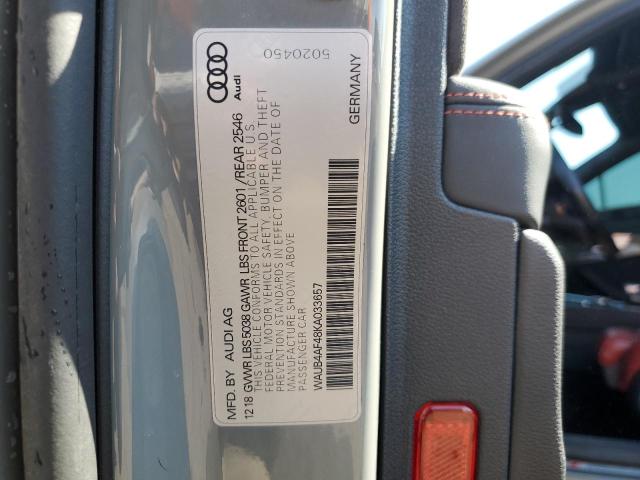 MFD. BY AUDI AG
Audi
12 18 GVWR LBS 5038 GAWR LBS FRONT 2601 / REAR 2546
THIS VEHICLE CONFORMS TO ALL APPLICABLE U.S.
FEDERAL MOTOR VEHICLE SAFETY, BUMPER AND THEFT
PREVENTION STANDARDS IN EFFECT ON THE DATE OF
MANUFACTURE SHOWN ABOVE
PASSENGER CAR
WAUB4AF48KA033657
GERMANY
5020450